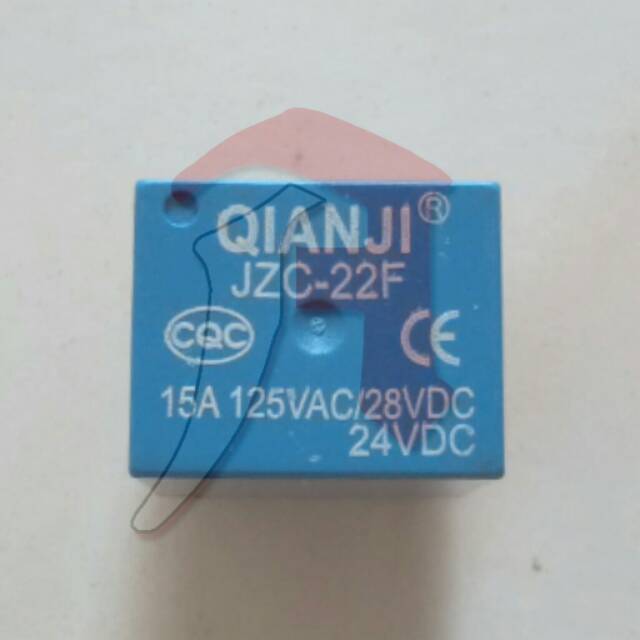 QIANJI®
JZC-22F
CQC CE
15A 125VAC/28VDC
24VDC